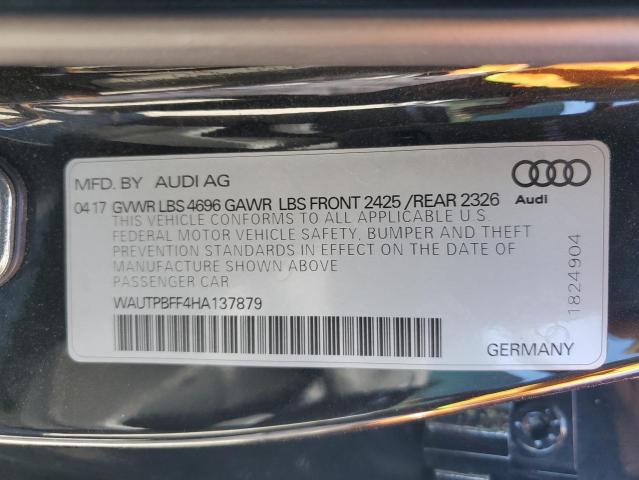 MFD. BY AUDI AG
04 17 GVWR LBS 4696 GAWR LBS FRONT 2425 /REAR 2326
THIS VEHICLE CONFORMS TO ALL APPLICABLE U.S.
FEDERAL MOTOR VEHICLE SAFETY, BUMPER AND THEFT
PREVENTION STANDARDS IN EFFECT ON THE DATE OF
MANUFACTURE SHOWN ABOVE
PASSENGER CAR
WAUTPBFF4HA137879
Audi
1824904
GERMANY